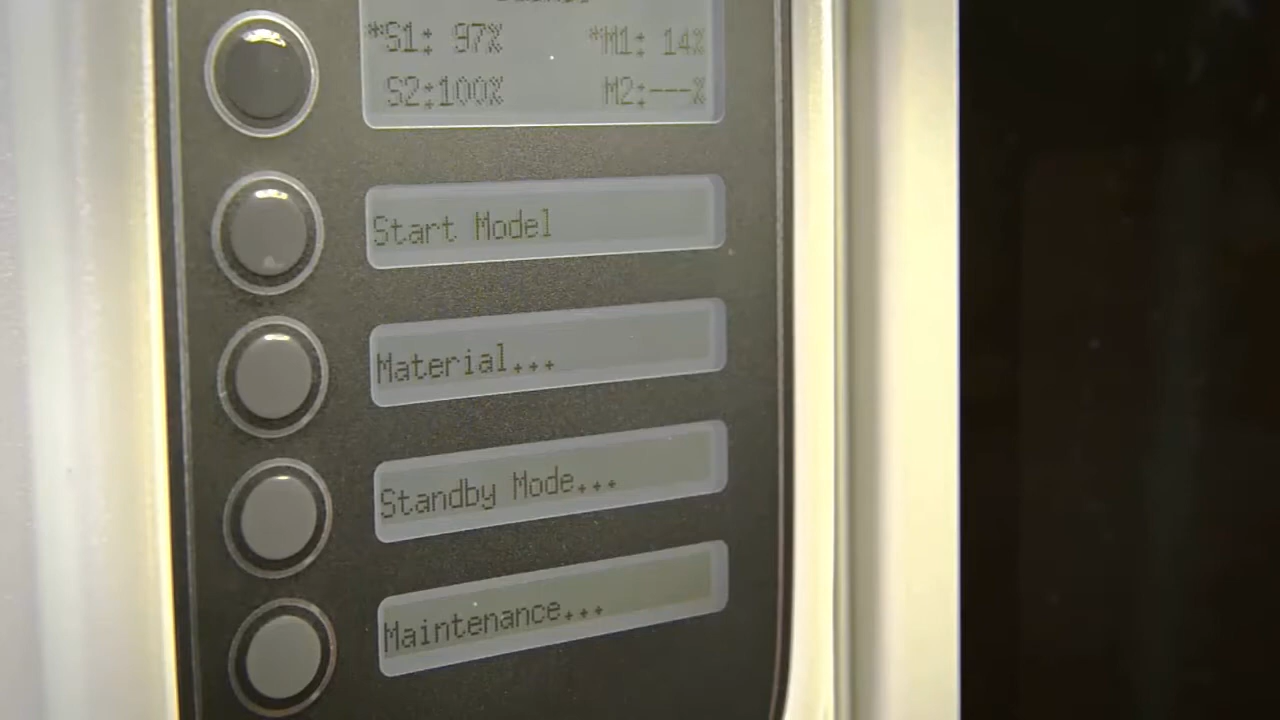 *S1: 97% *M1: 14%
S2:100% M2:---%
Start Model
Material...
Standby Mode...
Maintenance...